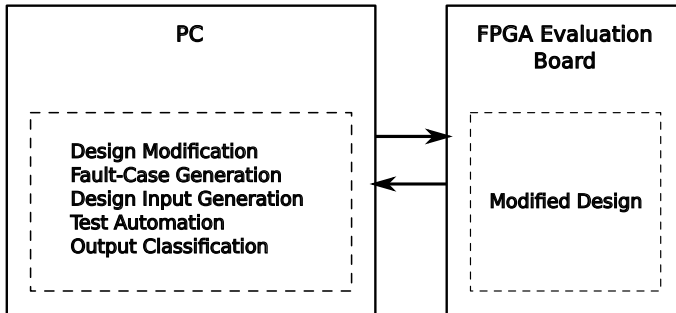 PC
Design Modification
Fault-Case Generation
Design Input Generation
Test Automation
Output Classification
FPGA Evaluation
Board
Modified Design